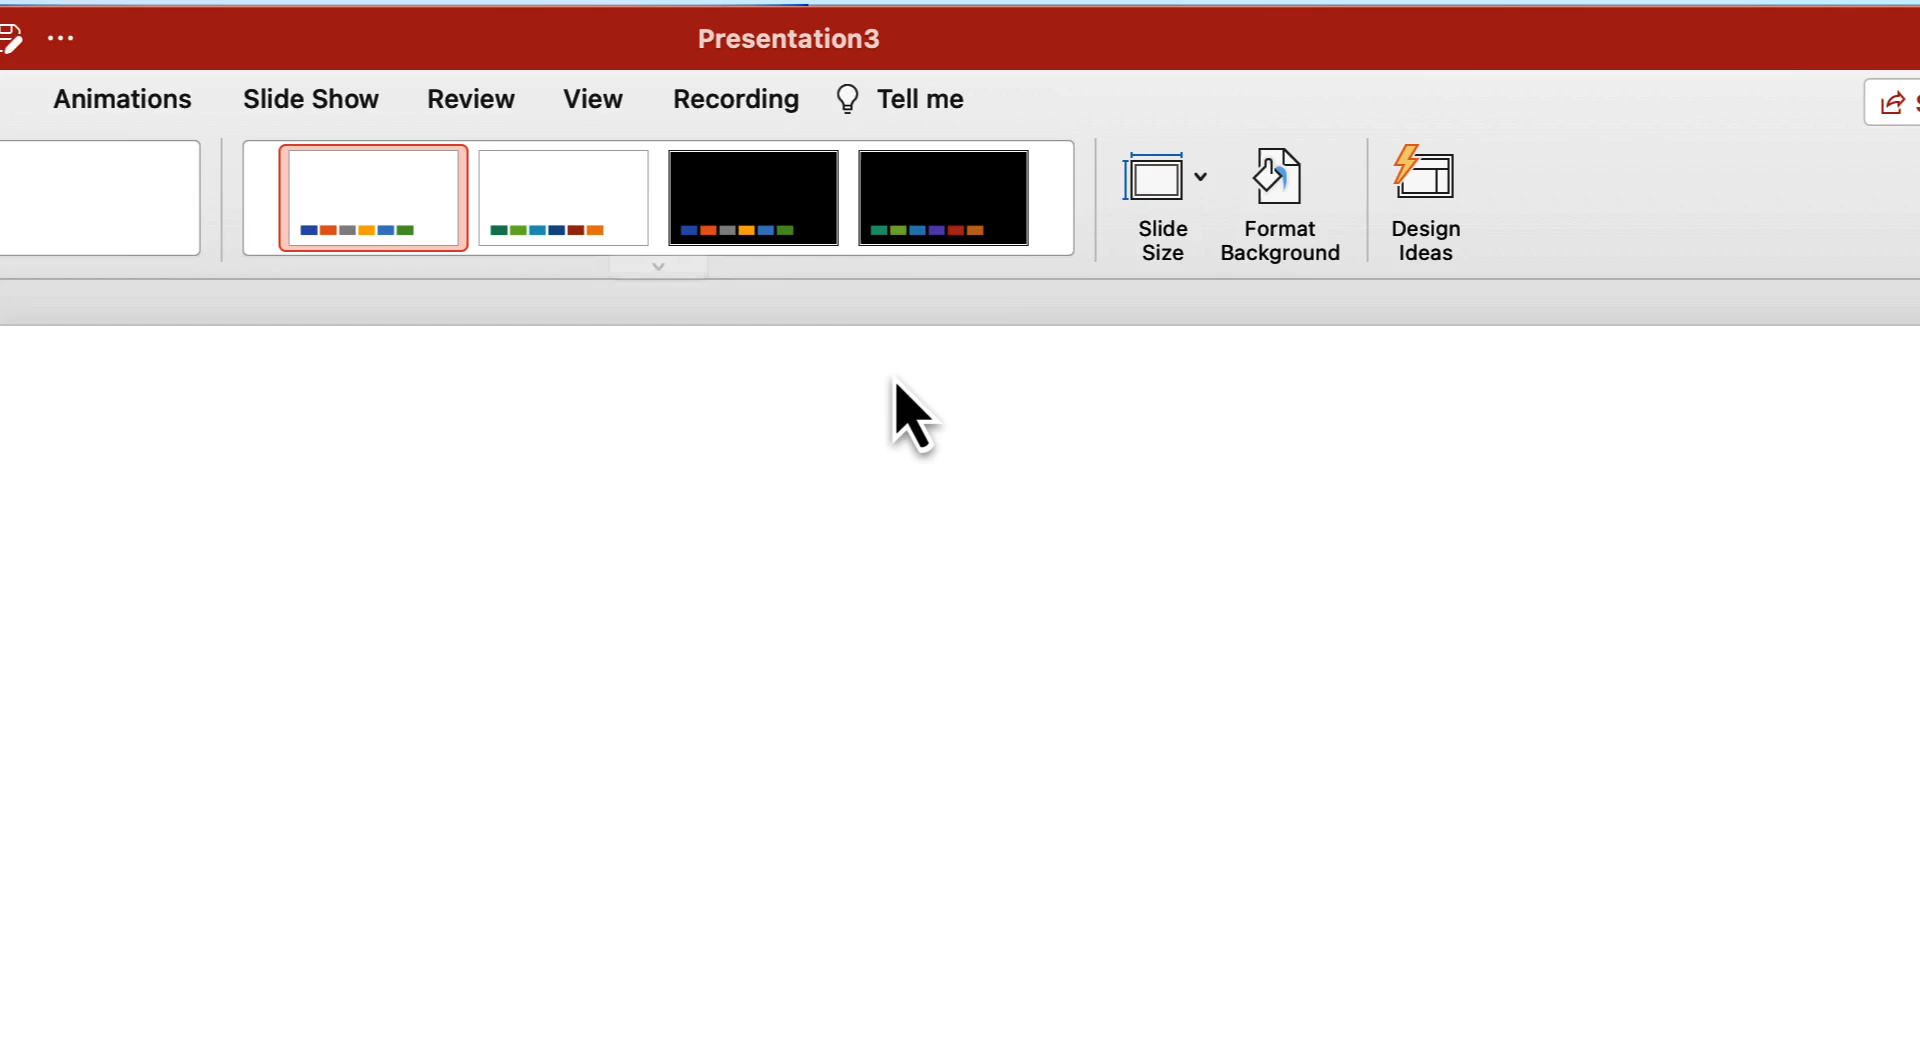 Presentation3
Animations Slide Show Review View Recording Tell me
Slide Size
Format Background
Design Ideas